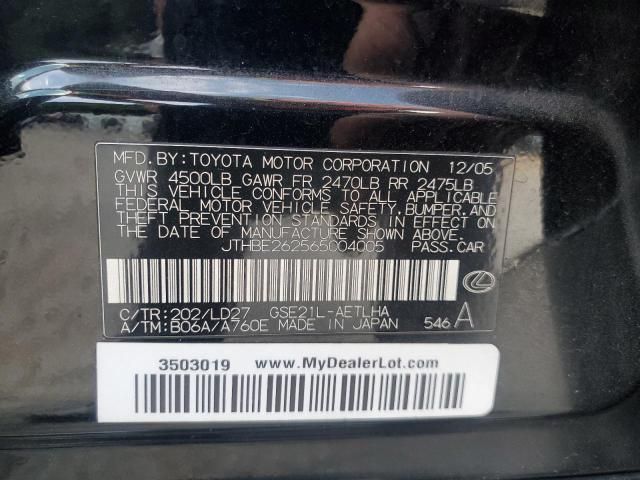 MFD. BY: TOYOTA MOTOR CORPORATION 12/05
GVWR 4500LB GAWR FR 2470LB RR 2475LB
THIS VEHICLE CONFORMS TO ALL APPLICABLE
FEDERAL MOTOR VEHICLE SAFETY, BUMPER, AND
THEFT PREVENTION STANDARDS IN EFFECT ON
THE DATE OF MANUFACTURE SHOWN ABOVE.
JTHBE262565004005 PASS.CAR
C/TR: 202/LD27 GSE21L-AETLHA
A/TM: B06A/A760E MADE IN JAPAN 546 A
3503019 www.MyDealerLot.com